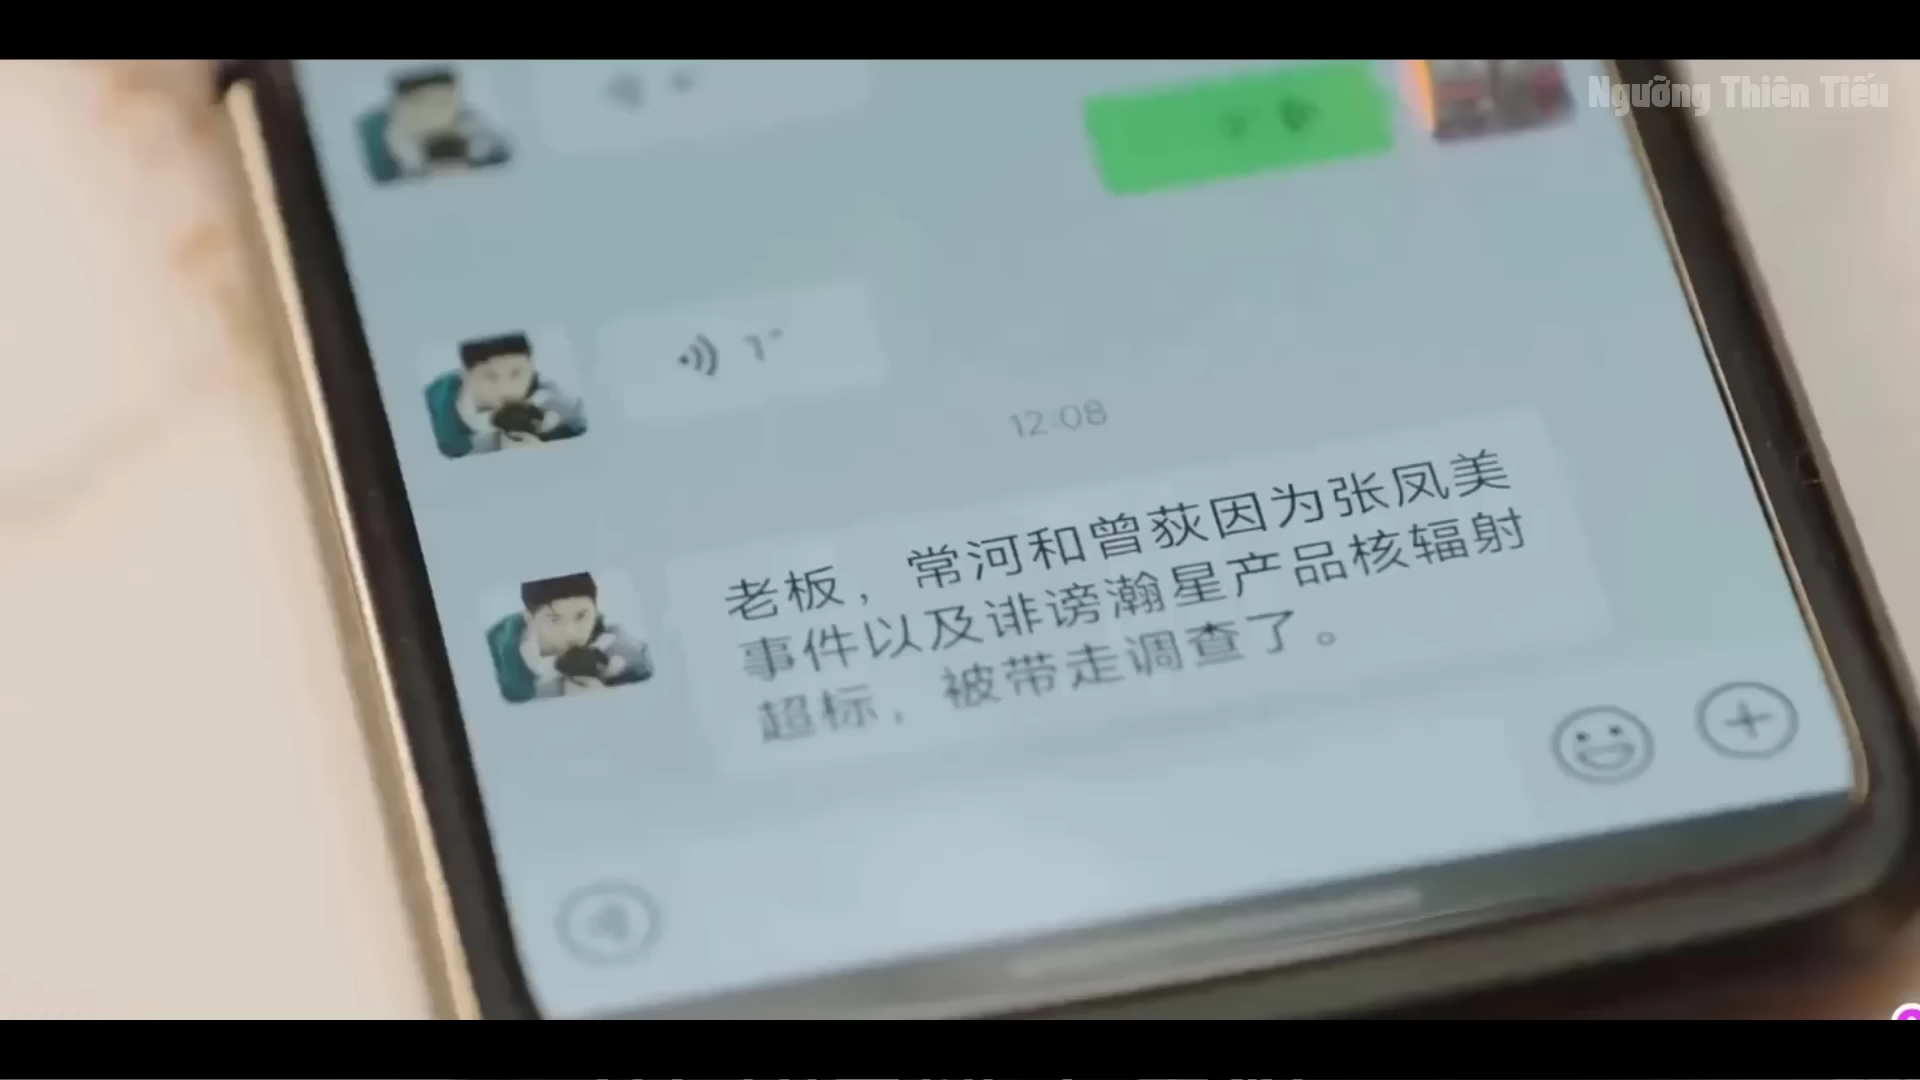 Ngưỡng Thiên Tiếu
1"
12:08
老板，常河和曾荻因为张凤美
事件以及诽谤瀚星产品核辐射
超标，被带走调查了。